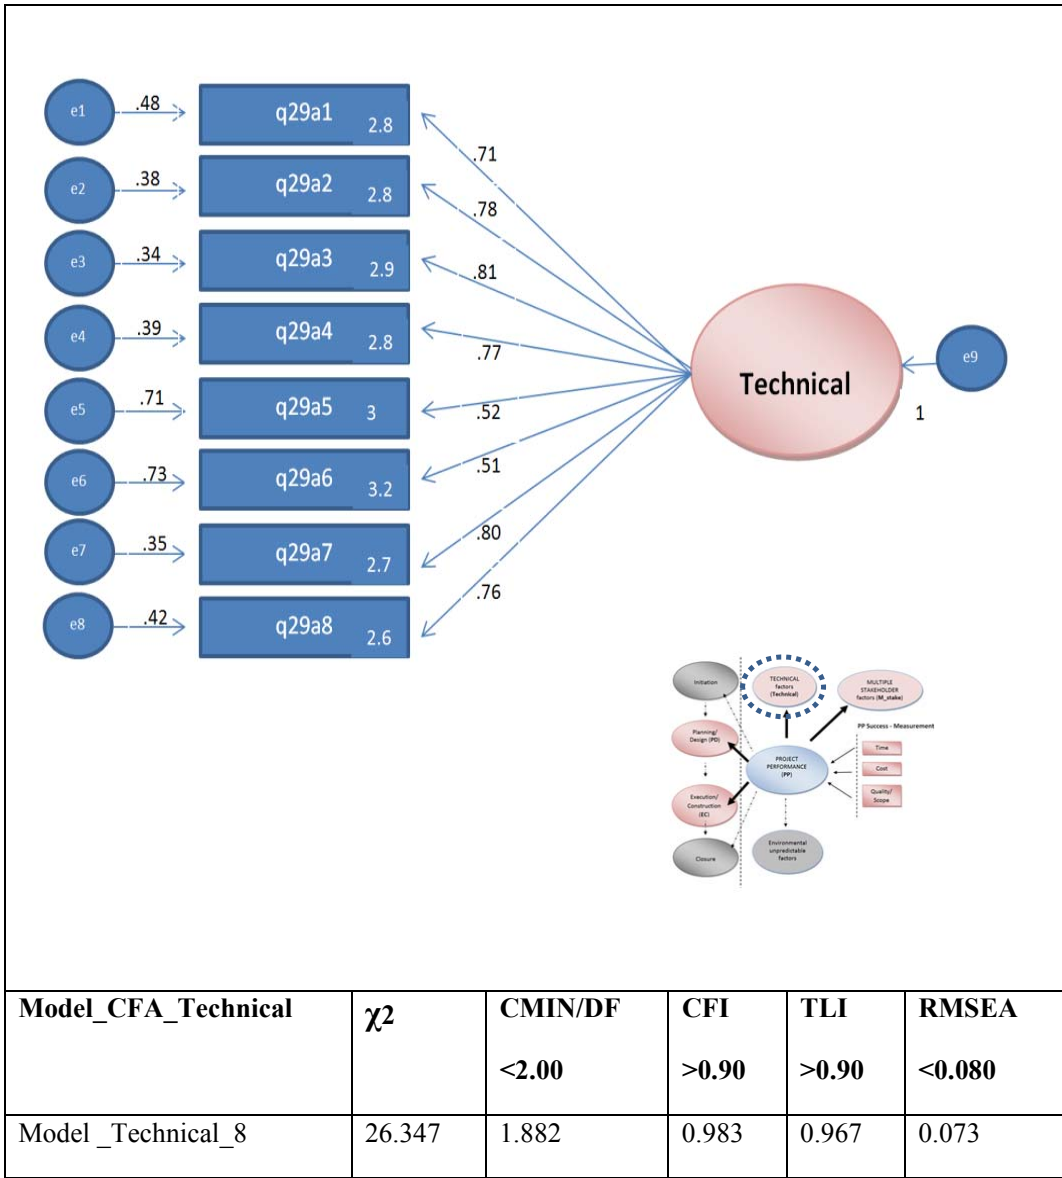 e1 .48 q29a1 2.8
.71
e2 .38 q29a2 2.8
.78
e3 .34 q29a3 2.9
.81
e4 .39 q29a4 2.8
.77
e5 .71 q29a5 3
.52
e6 .73 q29a6 3.2
.51
e7 .35 q29a7 2.7
.80
e8 .42 q29a8 2.6
.76
Technical
e9
1
Initiation
TECHNICAL
factors
(Technical)
MULTIPLE
STAKEHOLDER
factors (M_stake)
PP Success - Measurement
Planning/
Design (PD)
PROJECT
PERFORMANCE
(PP)
Time
Cost
Quality/
Scope
Execution/
Construction
(EC)
Closure
Environmental
unpredistable
factors
Model_CFA_Technical χ2 CMIN/DF CFI TLI RMSEA
<2.00 >0.90 >0.90 <0.080
Model _Technical_8 26.347 1.882 0.983 0.967 0.073